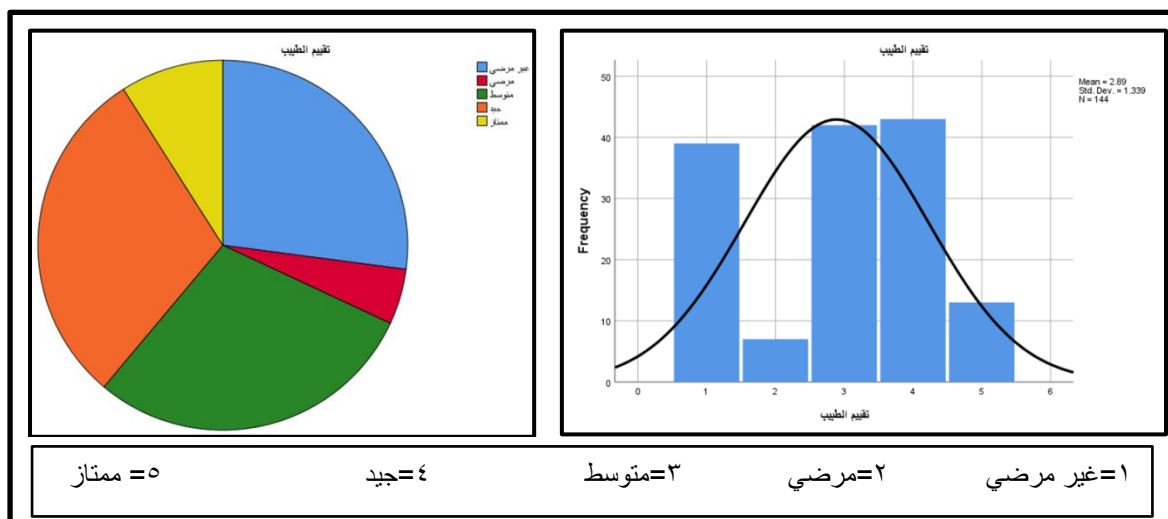 تقييم الطبيب
غير مرضي
مرضي
متوسط
جيد
ممتاز
تقييم الطبيب
Mean = 2.89
Std. Dev. = 1.339
N = 144
Frequency
50
40
30
20
10
0
0 1 2 3 4 5 6
تقييم الطبيب
١=غير مرضي ٢=مرضي ٣=متوسط ٤=جيد ٥= ممتاز